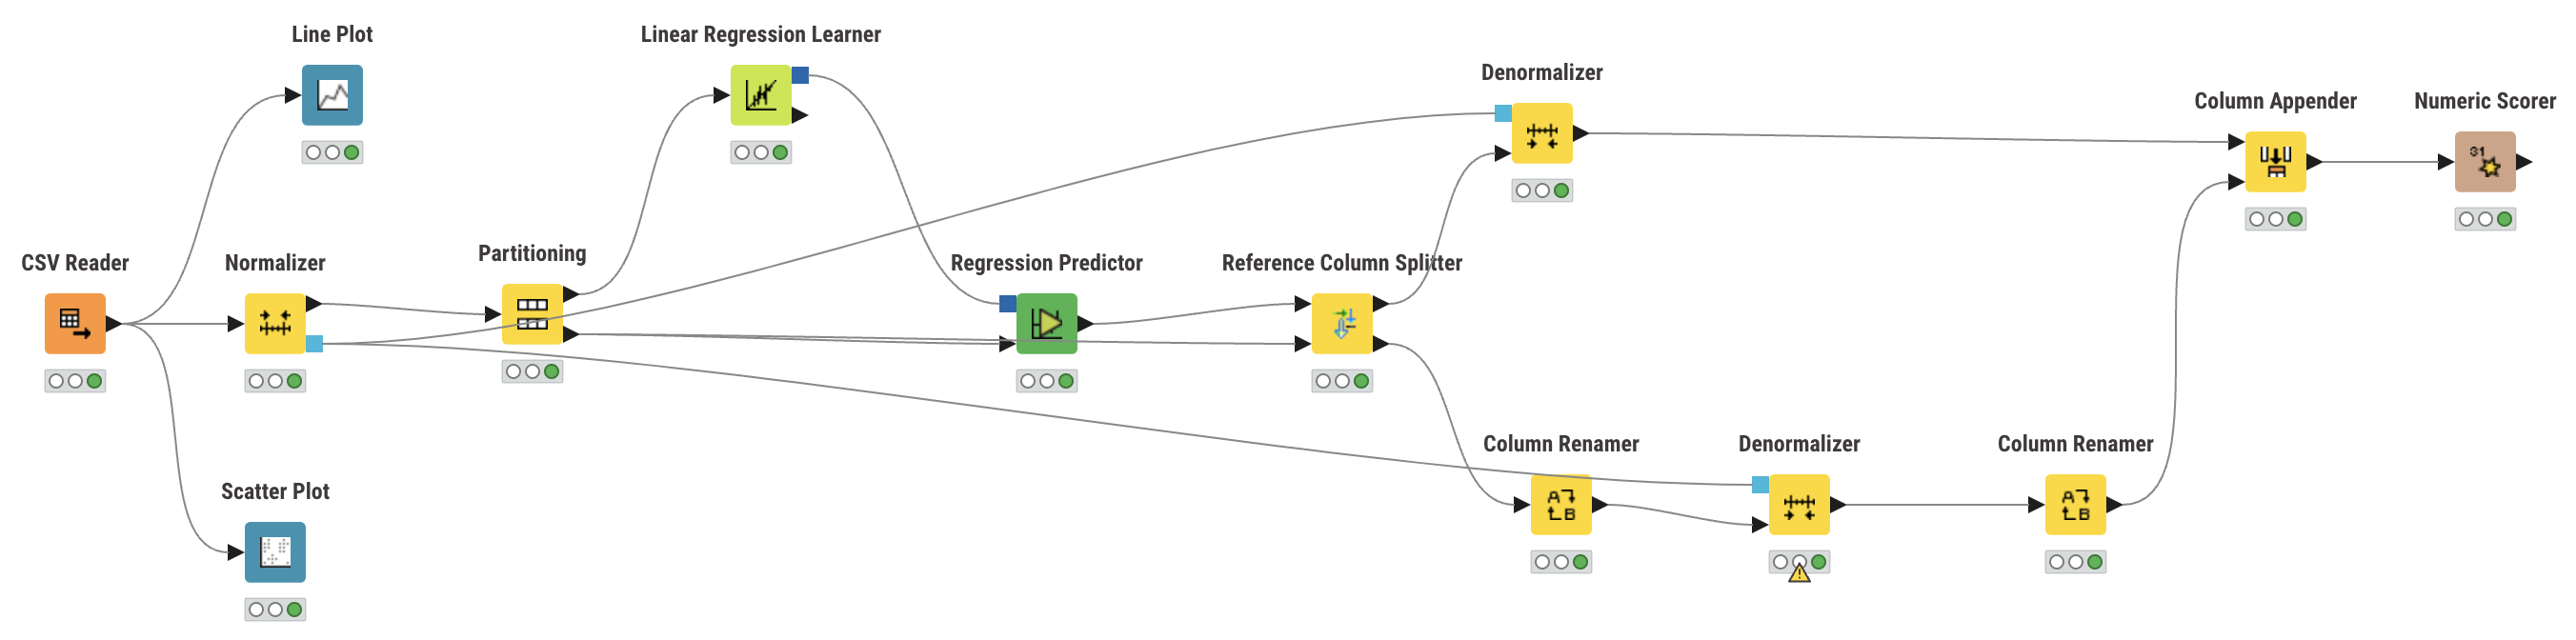 Line Plot
Linear Regression Learner
Denormalizer
Column Appender
Numeric Scorer
CSV Reader
Normalizer
Partitioning
Regression Predictor
Reference Column Splitter
Scatter Plot
Column Renamer
Denormalizer
Column Renamer